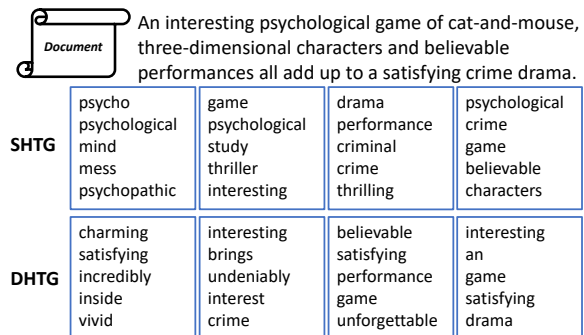 Document
An interesting psychological game of cat-and-mouse,
three-dimensional characters and believable
performances all add up to a satisfying crime drama.
SHTG
psycho
psychological
mind
mess
psychopathic
game
psychological
study
thriller
interesting
drama
performance
criminal
crime
thrilling
psychological
crime
game
believable
characters
DHTG
charming
satisfying
incredibly
inside
vivid
interesting
brings
undeniably
interest
crime
believable
satisfying
performance
game
unforgettable
interesting
an
game
satisfying
drama